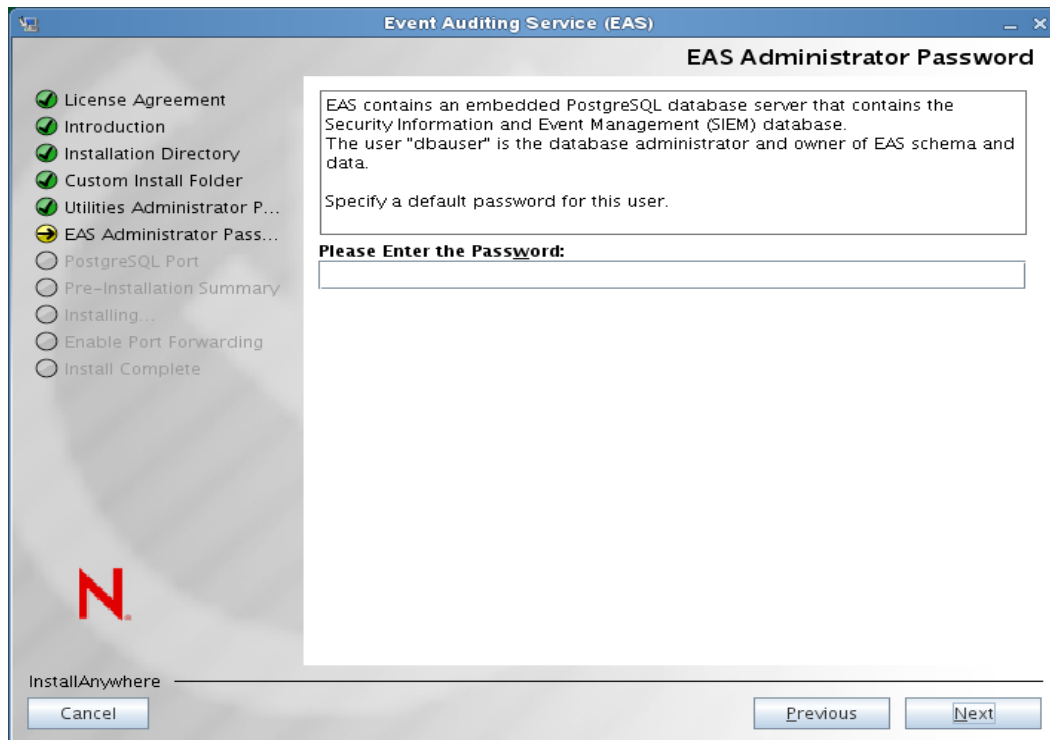 Event Auditing Service (EAS)
EAS Administrator Password
License Agreement
Introduction
Installation Directory
Custom Install Folder
Utilities Administrator P...
EAS Administrator Pass...
PostgreSQL Port
Pre-Installation Summary
Installing...
Enable Port Forwarding
Install Complete
EAS contains an embedded PostgreSQL database server that contains the
Security Information and Event Management (SIEM) database.
The user "dbauser" is the database administrator and owner of EAS schema and
data.
Specify a default password for this user.
Please Enter the Password:
N
InstallAnywhere
Cancel
Previous
Next